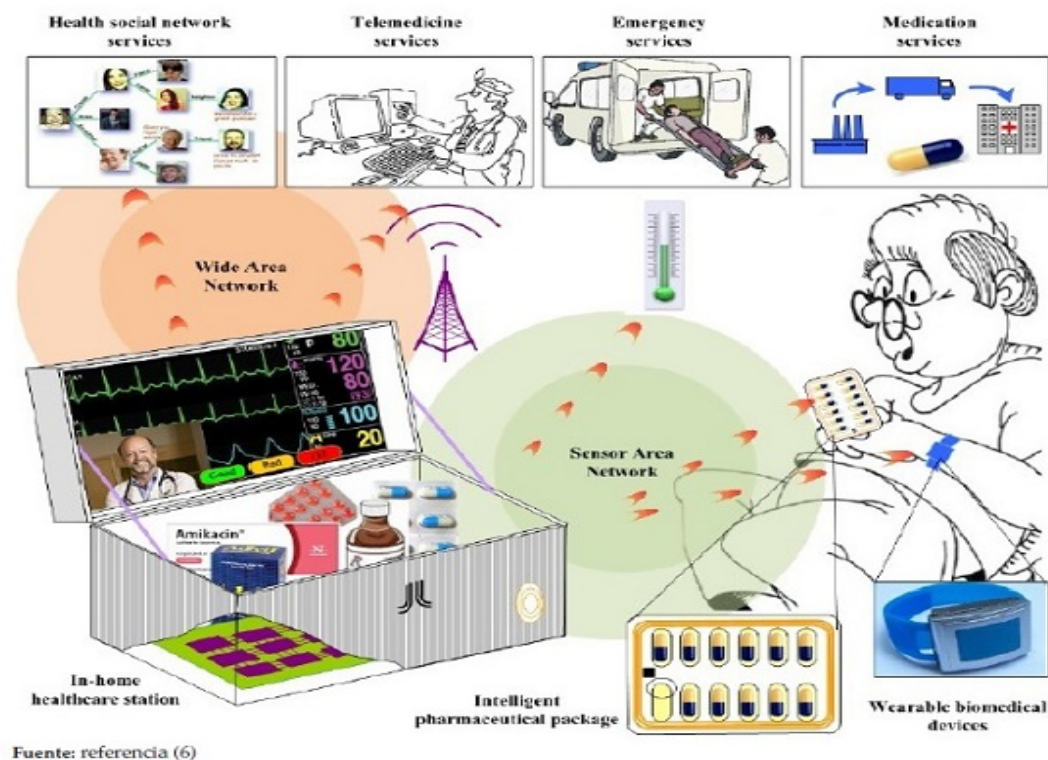 Health social network
services
Telemedicine
services
Emergency
services
Medication
services
Wide Area
Network
80
120
80
100
20
Good
Bad
Sensor Area
Network
Amikacin
N
In-home
healthcare station
Intelligent
pharmaceutical package
Wearable biomedical
devices
Fuente: referencia (6)